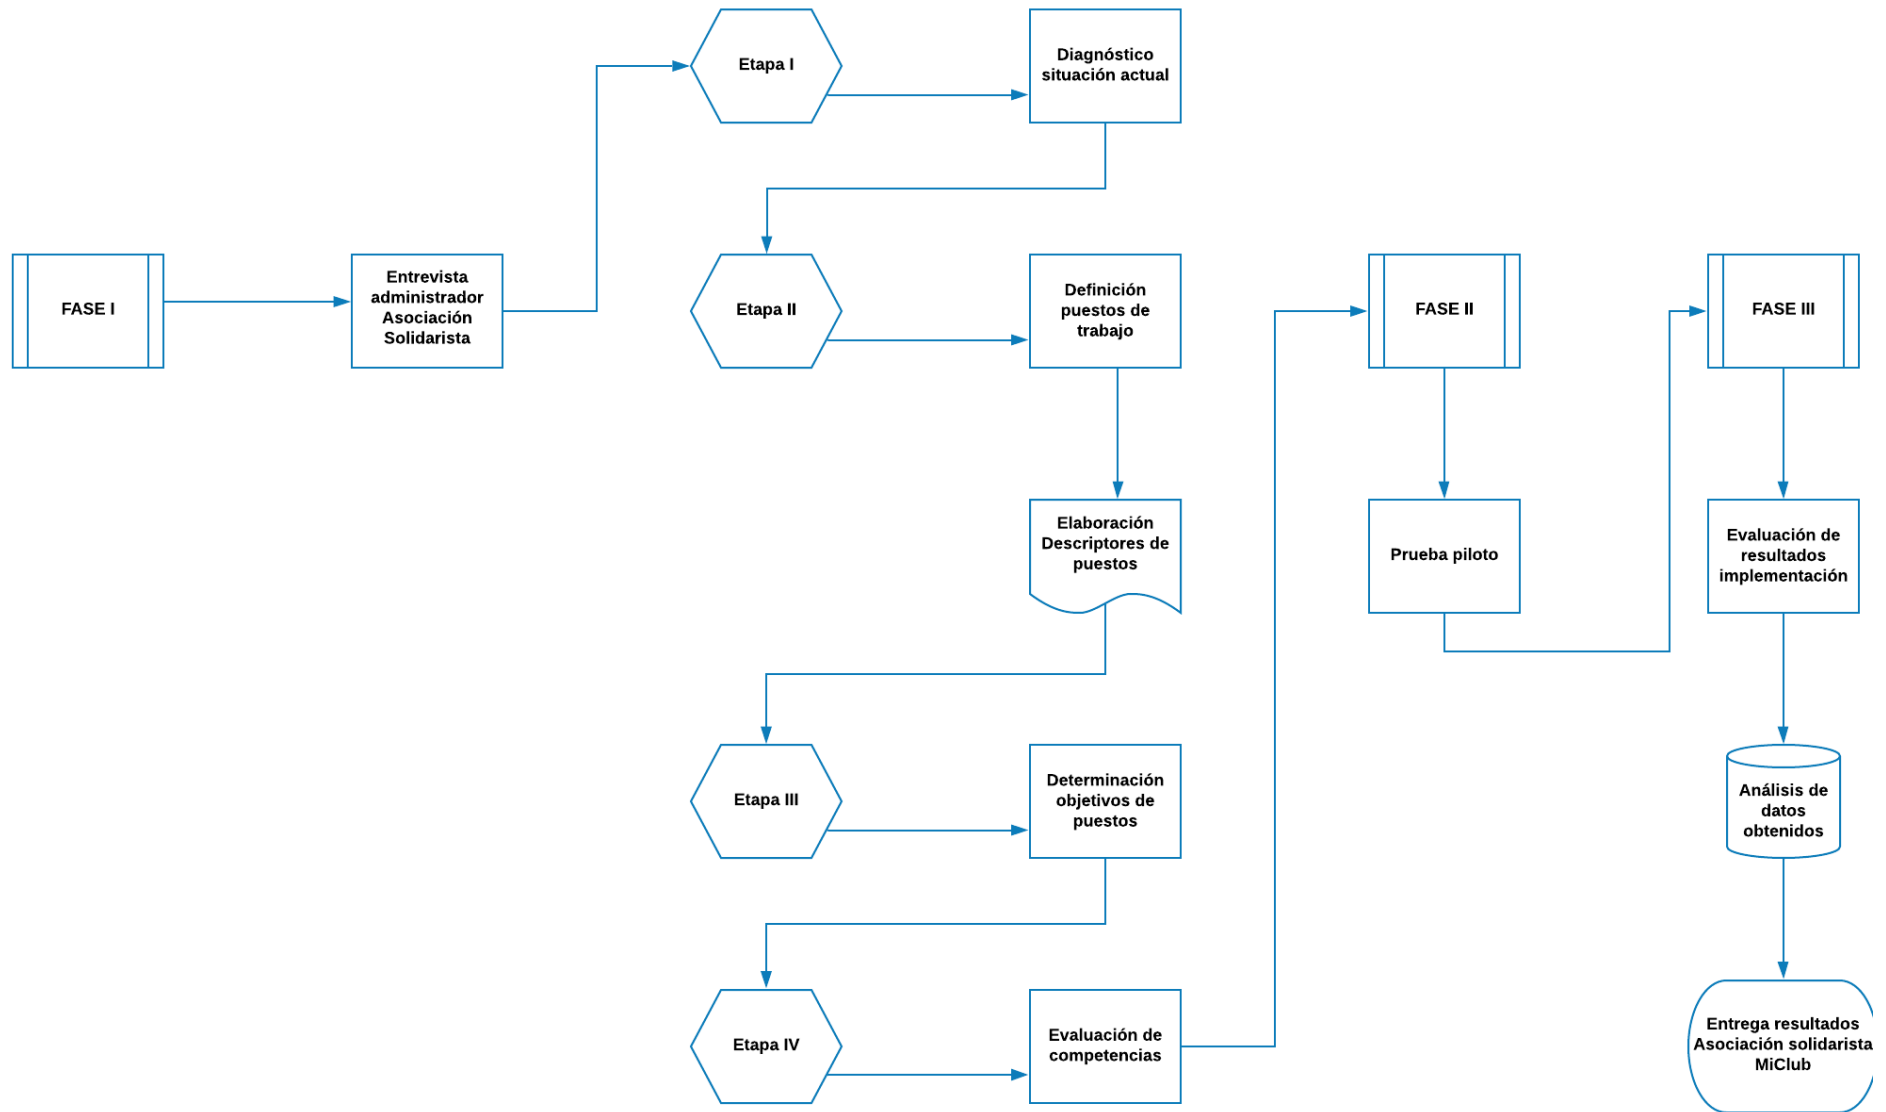 FASE I
Entrevista
administrador
Asociación
Solidarista
Etapa I
Diagnóstico
situación actual
Etapa II
Definición
puestos de
trabajo
Elaboración
Descriptores de
puestos
Etapa III
Determinación
objetivos de
puestos
Etapa IV
Evaluación de
competencias
FASE II
Prueba piloto
FASE III
Evaluación de
resultados
implementación
Análisis de
datos
obtenidos
Entrega resultados
Asociación solidarista
MiClub